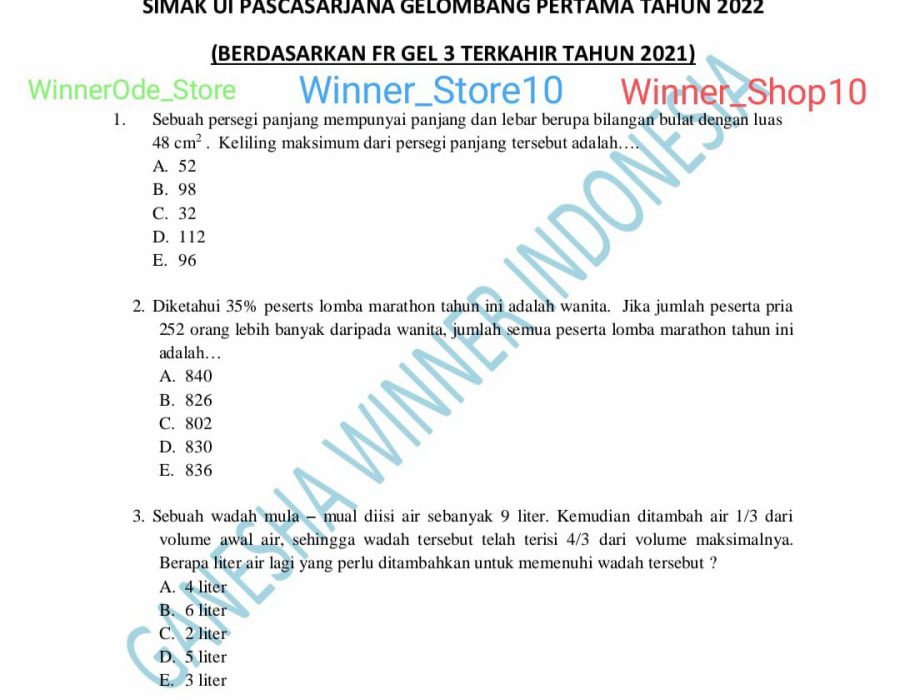 SIMAK UI PASCASARJANA GELOMBANG PERTAMA TAHUN 2022
(BERDASARKAN FR GEL 3 TERKAHIR TAHUN 2021)
WinnerOde_Store Winner_Store10 Winner_Shop10
1. Sebuah persegi panjang mempunyai panjang dan lebar berupa bilangan bulat dengan luas
48 cm² . Keliling maksimum dari persegi panjang tersebut adalah....
A. 52
B. 98
C. 32
D. 112
E. 96
2. Diketahui 35% peserts lomba marathon tahun ini adalah wanita. Jika jumlah peserta pria
252 orang lebih banyak daripada wanita, jumlah semua peserta lomba marathon tahun ini
adalah…
A. 840
B. 826
C. 802
D. 830
E. 836
3. Sebuah wadah mula – mual diisi air sebanyak 9 liter. Kemudian ditambah air 1/3 dari
volume awal air, sehingga wadah tersebut telah terisi 4/3 dari volume maksimalnya.
Berapa liter air lagi yang perlu ditambahkan untuk memenuhi wadah tersebut ?
A. 4 liter
B. 6 liter
C. 2 liter
D. 5 liter
E. 3 liter
GANESHA WINNER INDONESIA